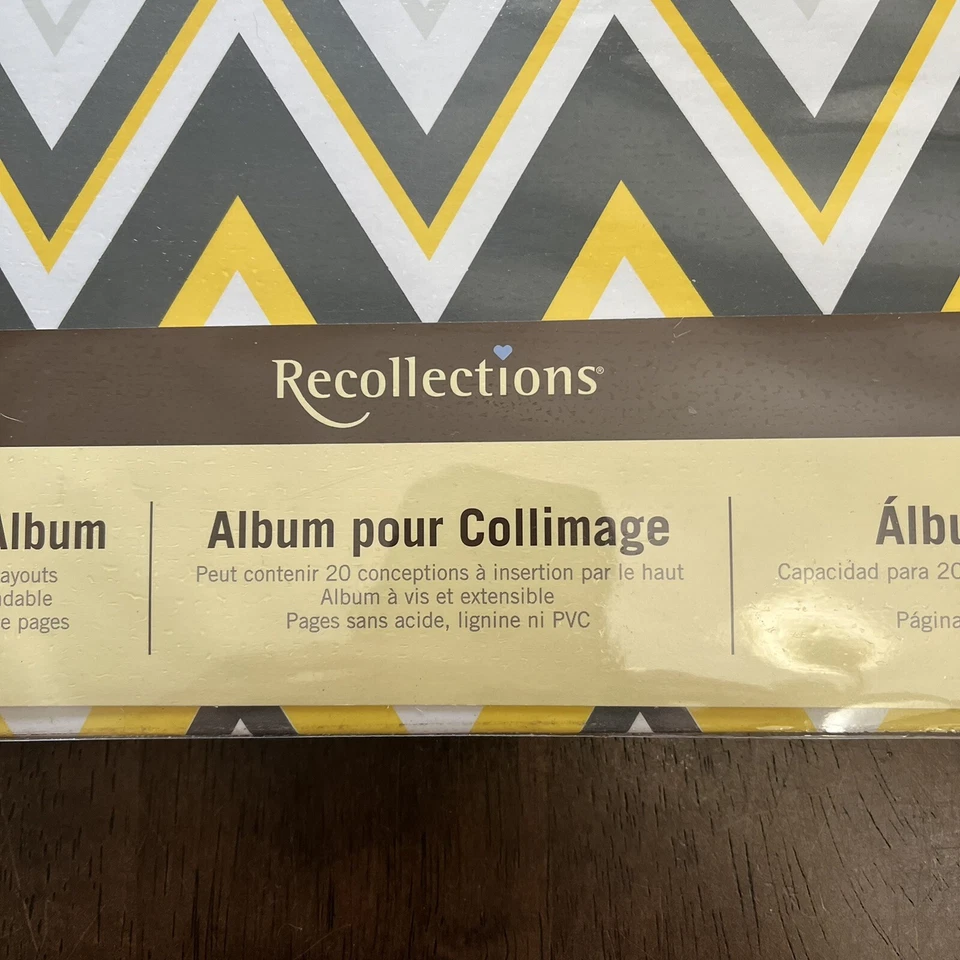 Recollections®
Album
ayouts
dable
e pages
Album pour Collimage
Peut contenir 20 conceptions à insertion par le haut
Album à vis et extensible
Pages sans acide, lignine ni PVC
Álbu
Capacidad para 20
Página